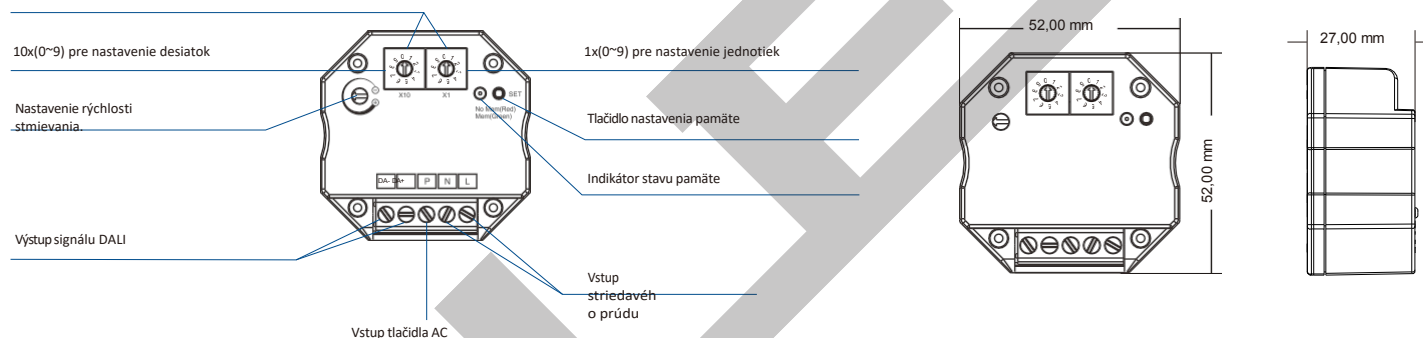 10x(0~9) pre nastavenie desiatok
1x(0~9) pre nastavenie jednotiek
Nastavenie rýchlosti
stmievania.
X10
X1
SET
No Mem(Red)
Mem(Green)
Tlačidlo nastavenia pamäte
Indikátor stavu pamäte
DA- DA+ P N L
Výstup signálu DALI
Vstup
striedavéh
o prúdu
Vstup tlačidla AC
52,00 mm
52,00 mm
27,00 mm